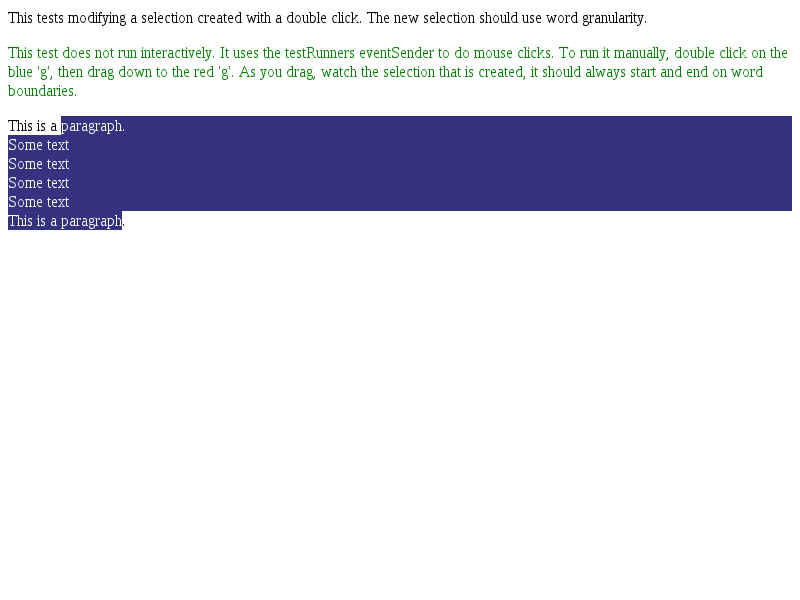 This tests modifying a selection created with a double click. The new selection should use word granularity.
This test does not run interactively. It uses the testRunners eventSender to do mouse clicks. To run it manually, double click on the
blue 'g', then drag down to the red 'g'. As you drag, watch the selection that is created, it should always start and end on word
boundaries.
This is a paragraph.
Some text
Some text
Some text
Some text
This is a paragraph.